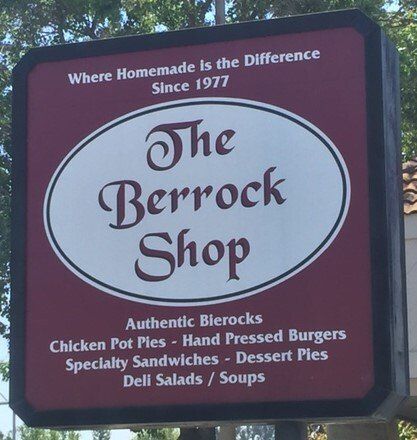 Where Homemade is the Difference
Since 1977
The
Berrock
Shop
Authentic Bierocks
Chicken Pot Pies - Hand Pressed Burgers
Specialty Sandwiches - Dessert Pies
Deli Salads / Soups